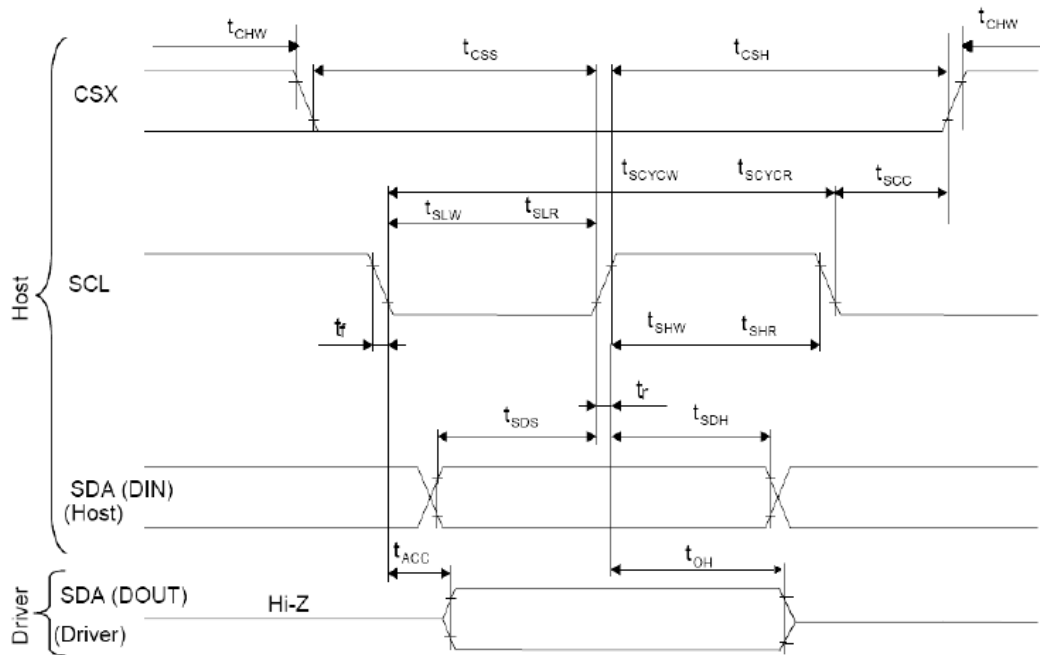 tCHW
tCHW
tCSS
tCSH
CSX
tSCYCW
tSCYCR
tSCC
tSLW
tSLR
SCL
Host
tf
tSHW
tSHR
tr
tSDS
tSDH
SDA (DIN)
(Host)
tACC
tOH
SDA (DOUT)
Hi-Z
Driver
(Driver)